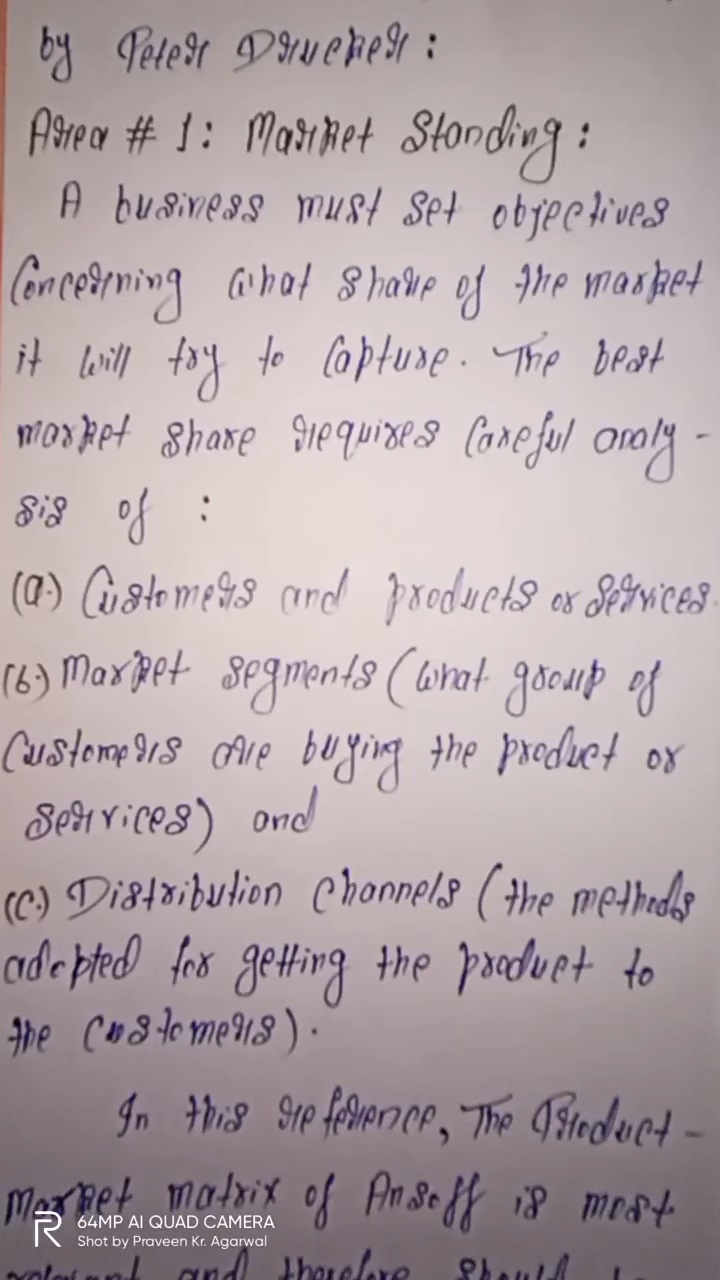 by Peter Drucker :
Area # 1 : Market Standing :
A business must set objectives
Concerning what share of the market
it will try to Capture. The best
market share requires Careful analy-
sis of :
(a.) Customers and products or Services.
(b.) Market segments (what group of
Customers are buying the product or
Services) and
(C.) Distribution Channels (the methods
adopted for getting the product to
the Customers).
In this reference, The Product-
Market matrix of Ansoff is most
and therefore should
64MP AI QUAD CAMERA
Shot by Praveen Kr. Agarwal